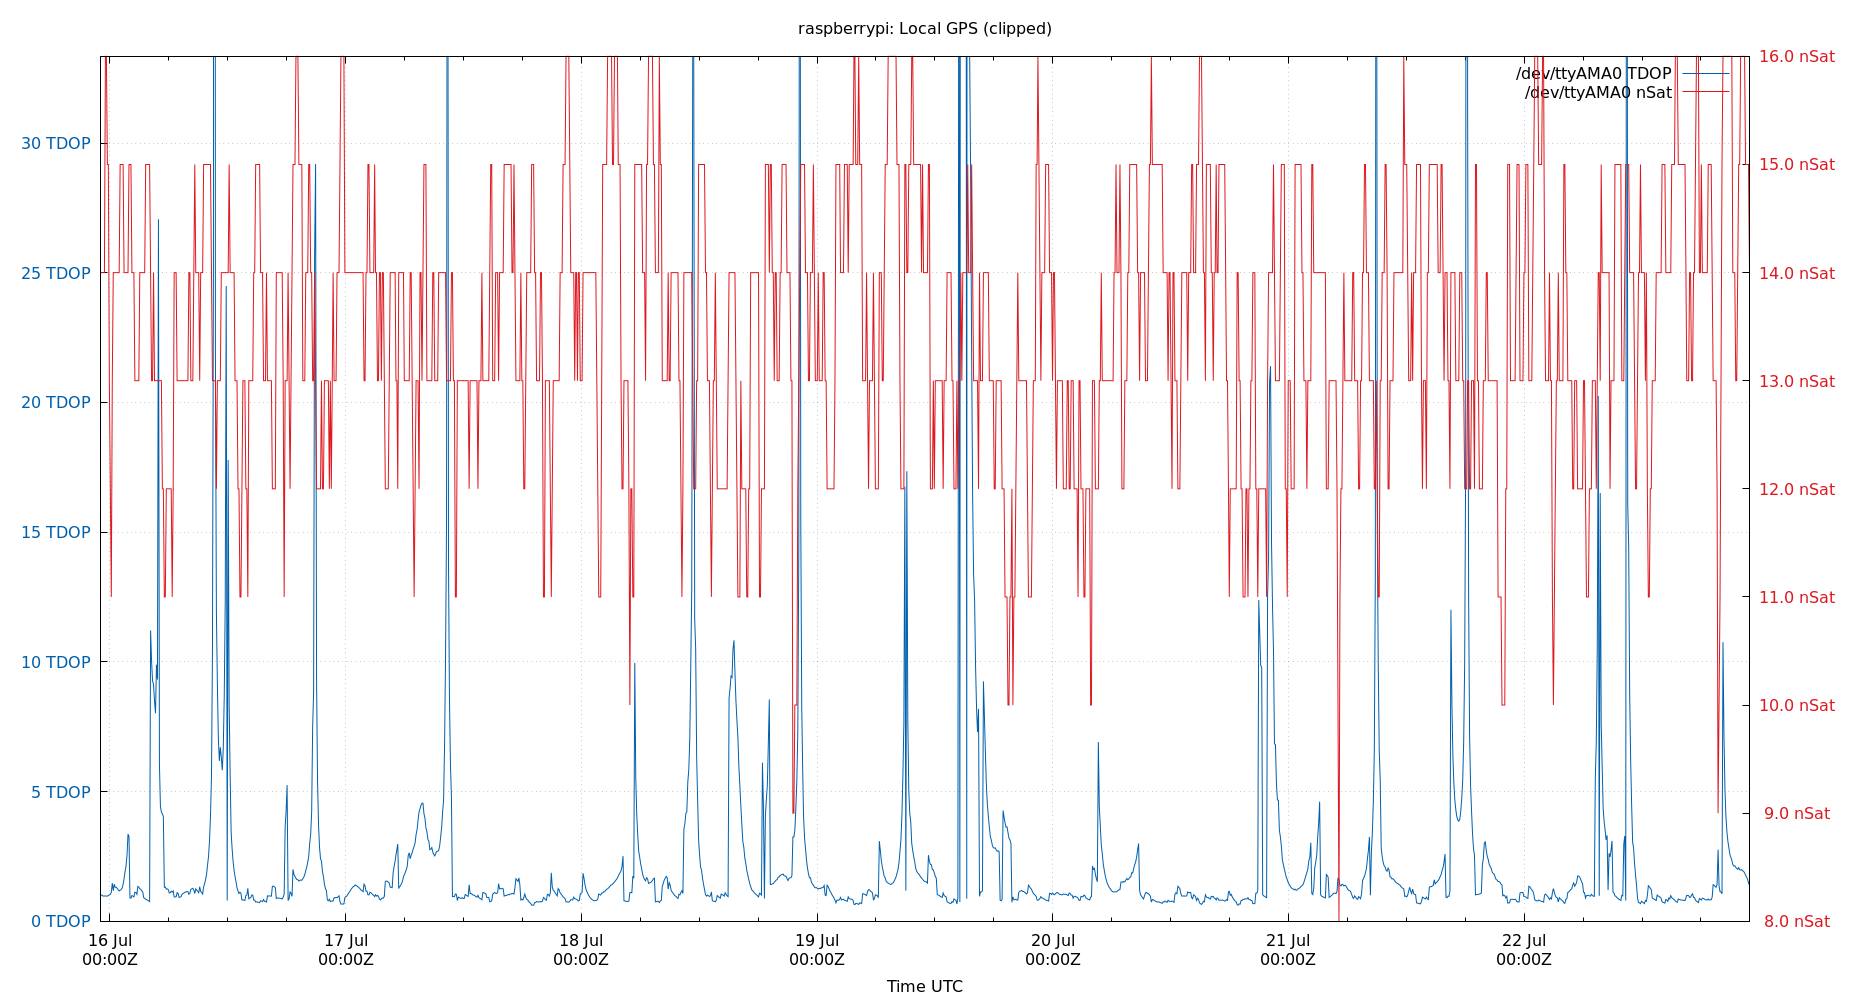 raspberrypi: Local GPS (clipped)
/dev/ttyAMA0 TDOP
/dev/ttyAMA0 nSat
30 TDOP
25 TDOP
20 TDOP
15 TDOP
10 TDOP
5 TDOP
0 TDOP
16.0 nSat
15.0 nSat
14.0 nSat
13.0 nSat
12.0 nSat
11.0 nSat
10.0 nSat
9.0 nSat
8.0 nSat
16 Jul
00:00Z
17 Jul
00:00Z
18 Jul
00:00Z
19 Jul
00:00Z
20 Jul
00:00Z
21 Jul
00:00Z
22 Jul
00:00Z
Time UTC